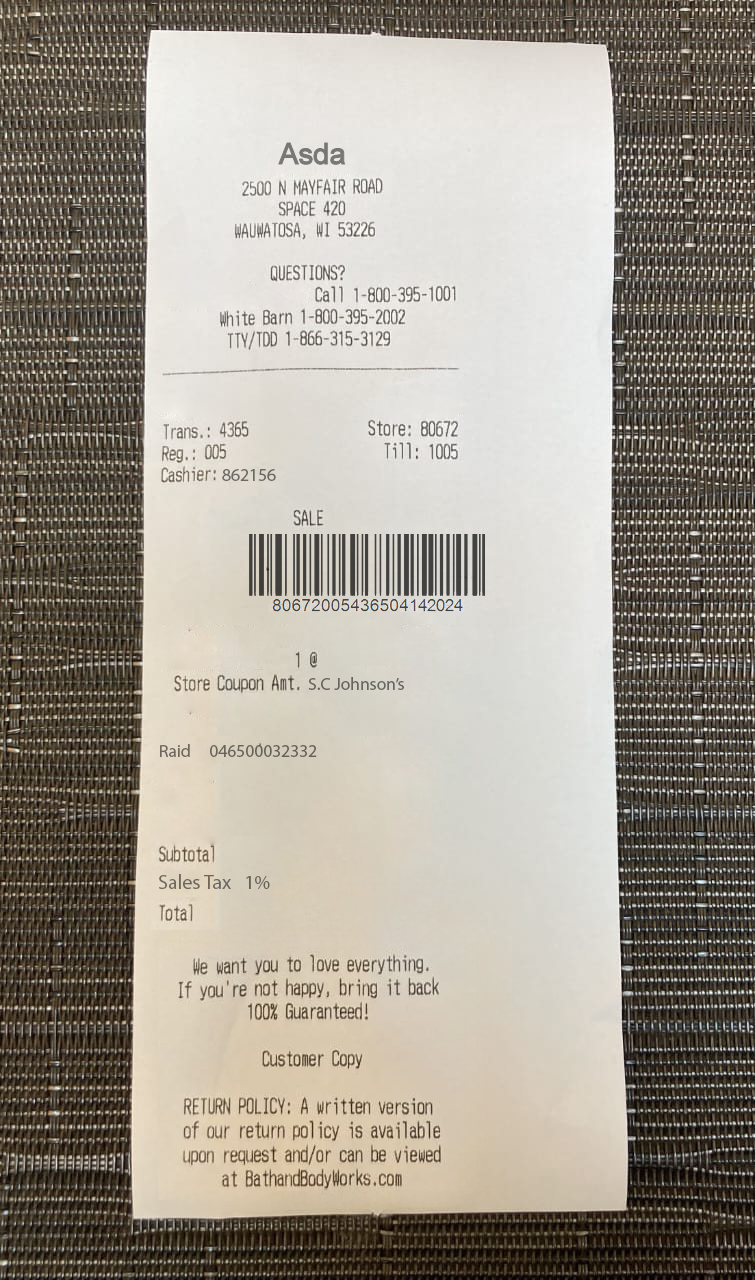 Asda
2500 N MAYFAIR ROAD
SPACE 420
WAUWATOSA, WI 53226
QUESTIONS?
Call 1-800-395-1001
White Barn 1-800-395-2002
TTY/TDD 1-866-315-3129
Trans.: 4365 Store: 80672
Reg.: 005 Till: 1005
Cashier: 862156
SALE
80672005436504142024
1 @
Store Coupon Amt. S.C Johnson's
Raid 046500032332
Subtotal
Sales Tax 1%
Total
We want you to love everything.
If you're not happy, bring it back
100% Guaranteed!
Customer Copy
RETURN POLICY: A written version
of our return policy is available
upon request and/or can be viewed
at BathandBodyWorks.com